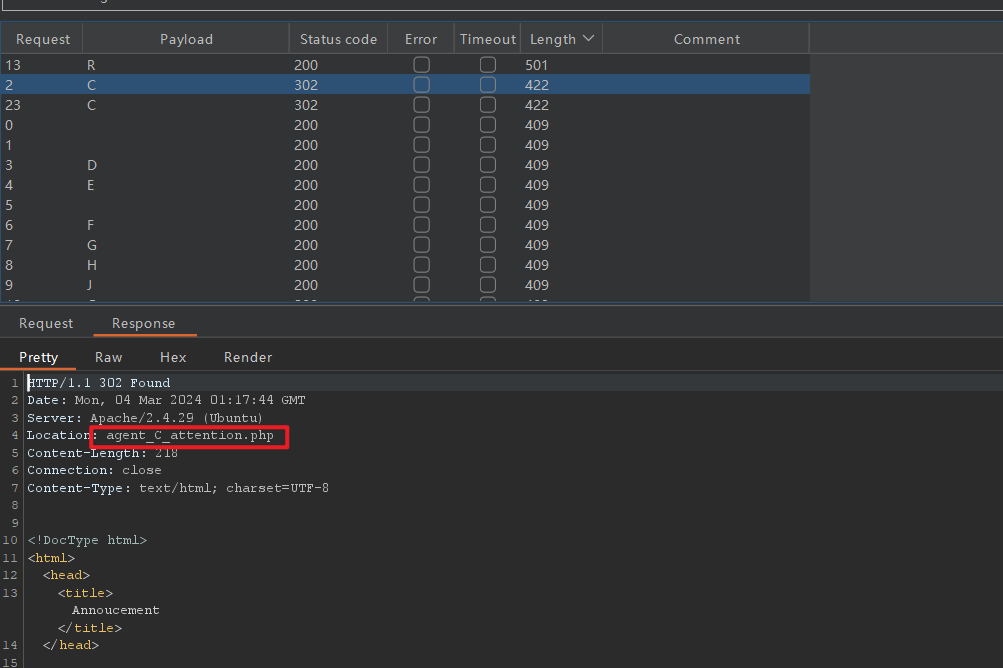 Request Payload Status code Error Timeout Length Comment
13 R 200 501
2 C 302 422
23 C 302 422
0 200 409
1 200 409
3 D 200 409
4 E 200 409
5 200 409
6 F 200 409
7 G 200 409
8 H 200 409
9 J 200 409
Request Response
Pretty Raw Hex Render
1 HTTP/1.1 302 Found
2 Date: Mon, 04 Mar 2024 01:17:44 GMT
3 Server: Apache/2.4.29 (Ubuntu)
4 Location: agent_C_attention.php
5 Content-Length: 218
6 Connection: close
7 Content-Type: text/html; charset=UTF-8
8
9
10 <!DocType html>
11 <html>
12 <head>
13 <title>
Annoucement
</title>
14 </head>
15